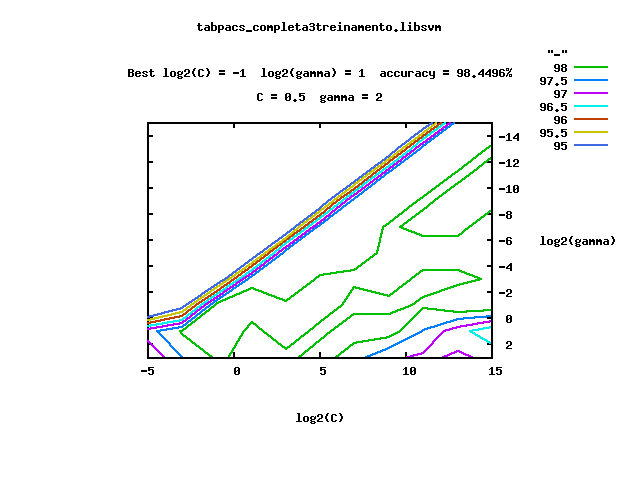 tabpacs_completa3treinamento.libsvm
"_"
Best log2(C) = -1  log2(gamma) = 1  accuracy = 98.4496%
C = 0.5  gamma = 2
98
97.5
97
96.5
96
95.5
95
-14
-12
-10
-8
-6
log2(gamma)
-4
-2
0
2
-5 0 5 10 15
log2(C)